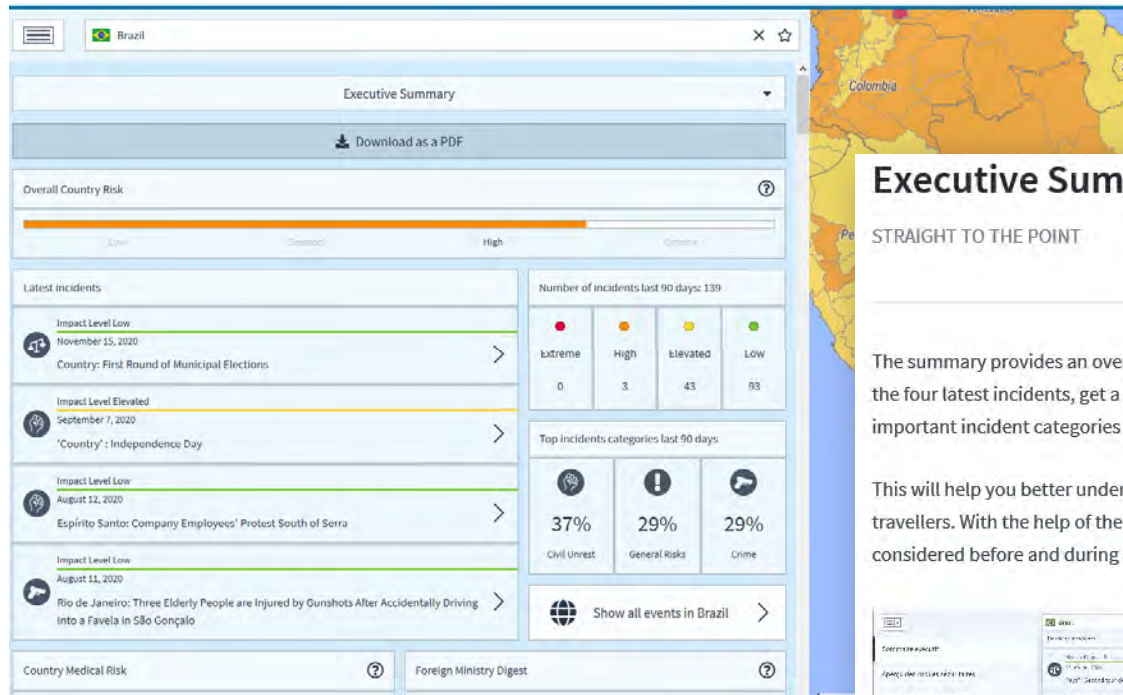 Brazil
Executive Summary
Download as a PDF
Overall Country Risk
Low
High
Extreme
Latest incidents
Impact Level Low
November 15, 2020
Country: First Round of Municipal Elections
Impact Level Elevated
September 7, 2020
'Country' : Independence Day
Impact Level Low
August 12, 2020
Espírito Santo: Company Employees' Protest South of Serra
Impact Level Low
August 11, 2020
Rio de Janeiro: Three Elderly People are Injured by Gunshots After Accidentally Driving
into a Favela in São Gonçalo
Number of incidents last 90 days: 139
Extreme High Elevated Low
0 3 43 93
Top incidents categories last 90 days
37% 29% 29%
Civil Unrest General Risks Crime
Show all events in Brazil
Country Medical Risk
Foreign Ministry Digest
Colombia
Pe
Executive Sum
STRAIGHT TO THE POINT
The summary provides an ove
the four latest incidents, get a
important incident categories
This will help you better under
travellers. With the help of the
considered before and during
Sommaire exécutif